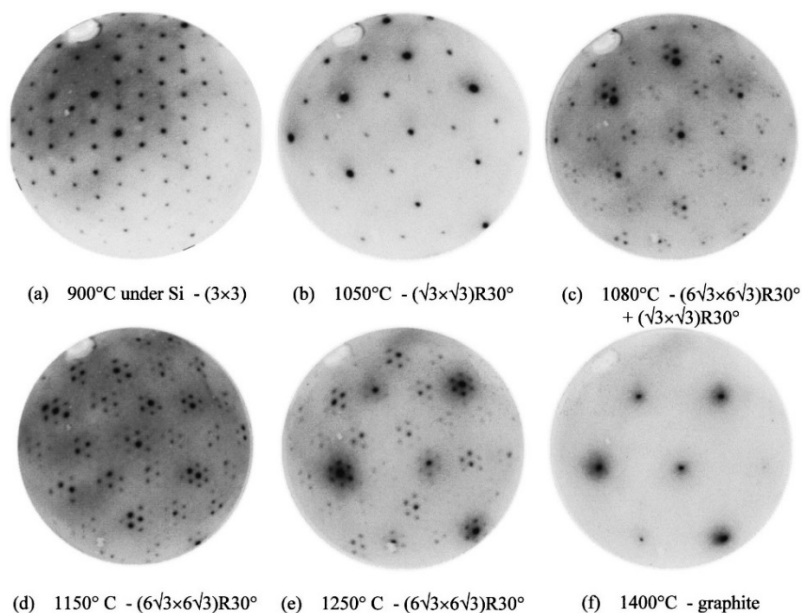 (a) 900°C under Si - (3×3)
(b) 1050°C - (√3×√3)R30°
(c) 1080°C - (6√3×6√3)R30°
+ (√3×√3)R30°
(d) 1150° C - (6√3×6√3)R30°
(e) 1250° C - (6√3×6√3)R30°
(f) 1400°C - graphite